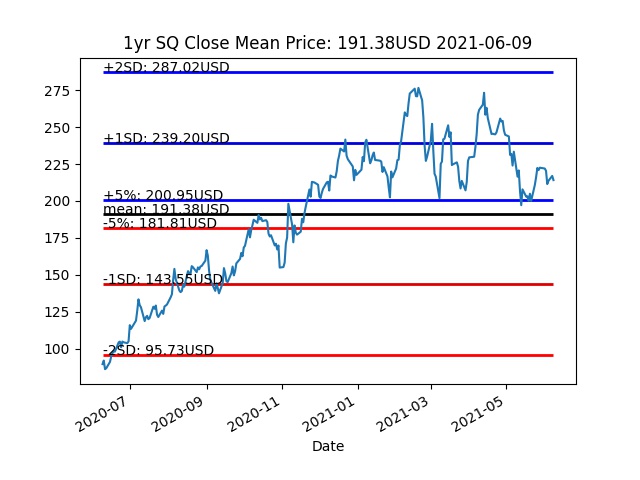 1yr SQ Close Mean Price: 191.38USD 2021-06-09
+2SD: 287.02USD
275
250
+1SD: 239.20USD
225
+5%: 200.95USD
200
mean: 191.38USD
-5%: 181.81USD
175
150
-1SD: 143.55USD
125
100
-2SD: 95.73USD
2020-07
2020-09
2020-11
2021-01
2021-03
2021-05
Date